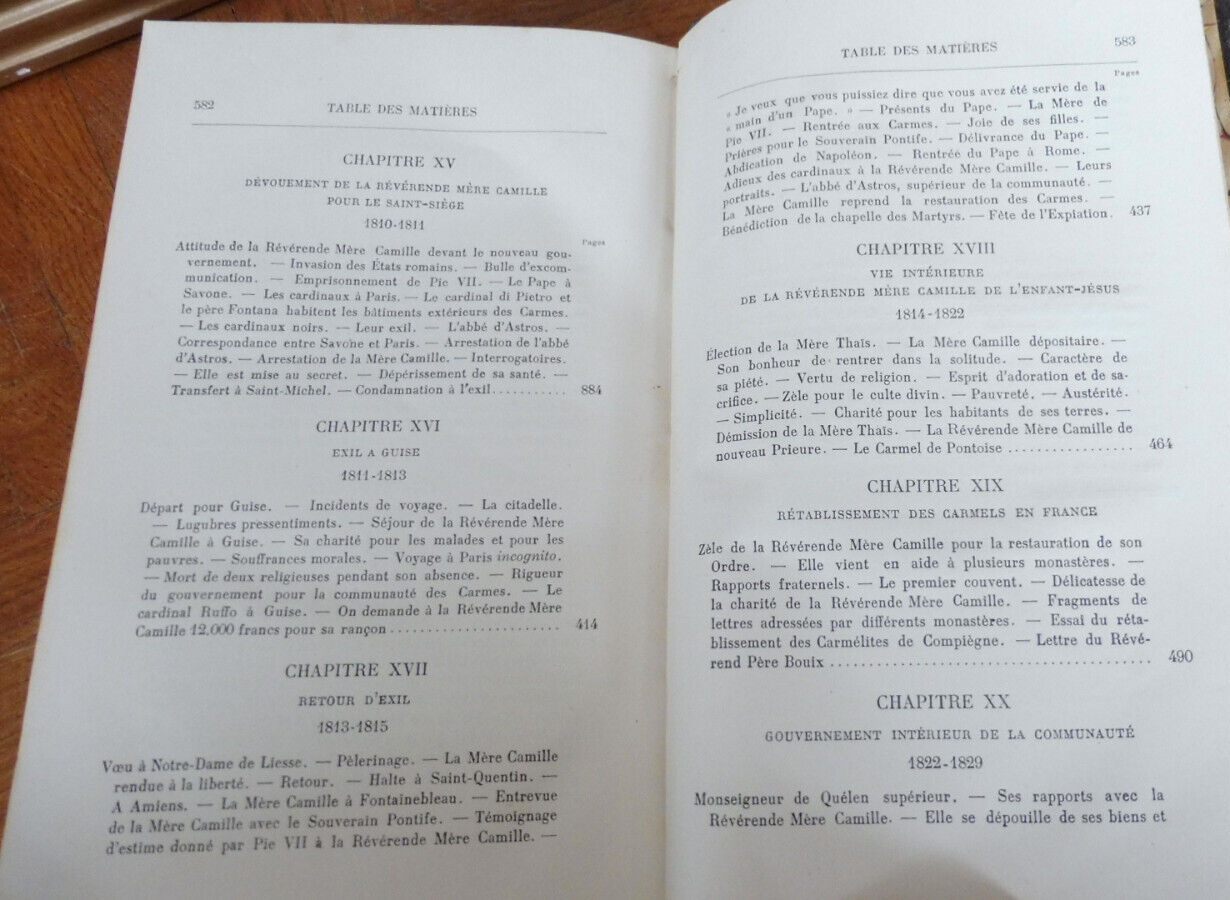 582
TABLE DES MATIÈRES
CHAPITRE XV
DÉVOUEMENT DE LA RÉVÉRENDE MÈRE CAMILLE
POUR LE SAINT-SIÈGE
1810-1811
Pages
Attitude de la Révérende Mère Camille devant le nouveau gou-
vernement. — Invasion des États romains. — Bulle d'excom-
munication. — Emprisonnement de Pie VII. — Le Pape à
Savone. — Les cardinaux à Paris. — Le cardinal di Pietro et
le père Fontana habitent les bâtiments extérieurs des Carmes.
— Les cardinaux noirs. — Leur exil. — L'abbé d'Astros. —
Correspondance entre Savone et Paris. — Arrestation de l'abbé
d'Astros. — Arrestation de la Mère Camille. — Interrogatoires.
— Elle est mise au secret. — Dépérissement de sa santé. —
Transfert à Saint-Michel. — Condamnation à l'exil........... 884
CHAPITRE XVI
EXIL A GUISE
1811-1813
Départ pour Guise. — Incidents de voyage. — La citadelle.
— Lugubres pressentiments. — Séjour de la Révérende Mère
Camille à Guise. — Sa charité pour les malades et pour les
pauvres. — Souffrances morales. — Voyage à Paris incognito.
— Mort de deux religieuses pendant son absence. — Rigueur
du gouvernement pour la communauté des Carmes. — Le
cardinal Ruffo à Guise. — On demande à la Révérende Mère
Camille 12,000 francs pour sa rançon ......................... 414
CHAPITRE XVII
RETOUR D'EXIL
1813-1815
Vœu à Notre-Dame de Liesse. — Pèlerinage. — La Mère Camille
rendue à la liberté. — Retour. — Halte à Saint-Quentin. —
A Amiens. — La Mère Camille à Fontainebleau. — Entrevue
de la Mère Camille avec le Souverain Pontife. — Témoignage
d'estime donné par Pie VII à la Révérende Mère Camille. —
TABLE DES MATIÈRES
583
Pages
« Je veux que vous puissiez dire que vous avez été servie de la
« main d'un Pape. » — Présents du Pape. — La Mère de
Pie VII. — Rentrée aux Carmes. — Joie de ses filles. —
Prières pour le Souverain Pontife. — Délivrance du Pape. —
Abdication de Napoléon. — Rentrée du Pape à Rome. —
Adieux des cardinaux à la Révérende Mère Camille. — Leurs
portraits. — L'abbé d'Astros, supérieur de la communauté. —
La Mère Camille reprend la restauration des Carmes. —
Bénédiction de la chapelle des Martyrs. — Fête de l'Expiation. 437
CHAPITRE XVIII
VIE INTÉRIEURE
DE LA RÉVÉRENDE MÈRE CAMILLE DE L'ENFANT-JÉSUS
1814-1822
Élection de la Mère Thaïs. — La Mère Camille dépositaire. —
Son bonheur de rentrer dans la solitude. — Caractère de
sa piété. — Vertu de religion. — Esprit d'adoration et de sa-
crifice. — Zèle pour le culte divin. — Pauvreté. — Austérité.
— Simplicité. — Charité pour les habitants de ses terres. —
Démission de la Mère Thaïs. — La Révérende Mère Camille de
nouveau Prieure. — Le Carmel de Pontoise ................. 464
CHAPITRE XIX
RÉTABLISSEMENT DES CARMELS EN FRANCE
Zèle de la Révérende Mère Camille pour la restauration de son
Ordre. — Elle vient en aide à plusieurs monastères. —
Rapports fraternels. — Le premier couvent. — Délicatesse de
la charité de la Révérende Mère Camille. — Fragments de
lettres adressées par différents monastères. — Essai du réta-
blissement des Carmélites de Compiègne. — Lettre du Révé-
rend Père Bouix ........................................ 490
CHAPITRE XX
GOUVERNEMENT INTÉRIEUR DE LA COMMUNAUTÉ
1822-1829
Monseigneur de Quélen supérieur. — Ses rapports avec la
Révérende Mère Camille. — Elle se dépouille de ses biens et